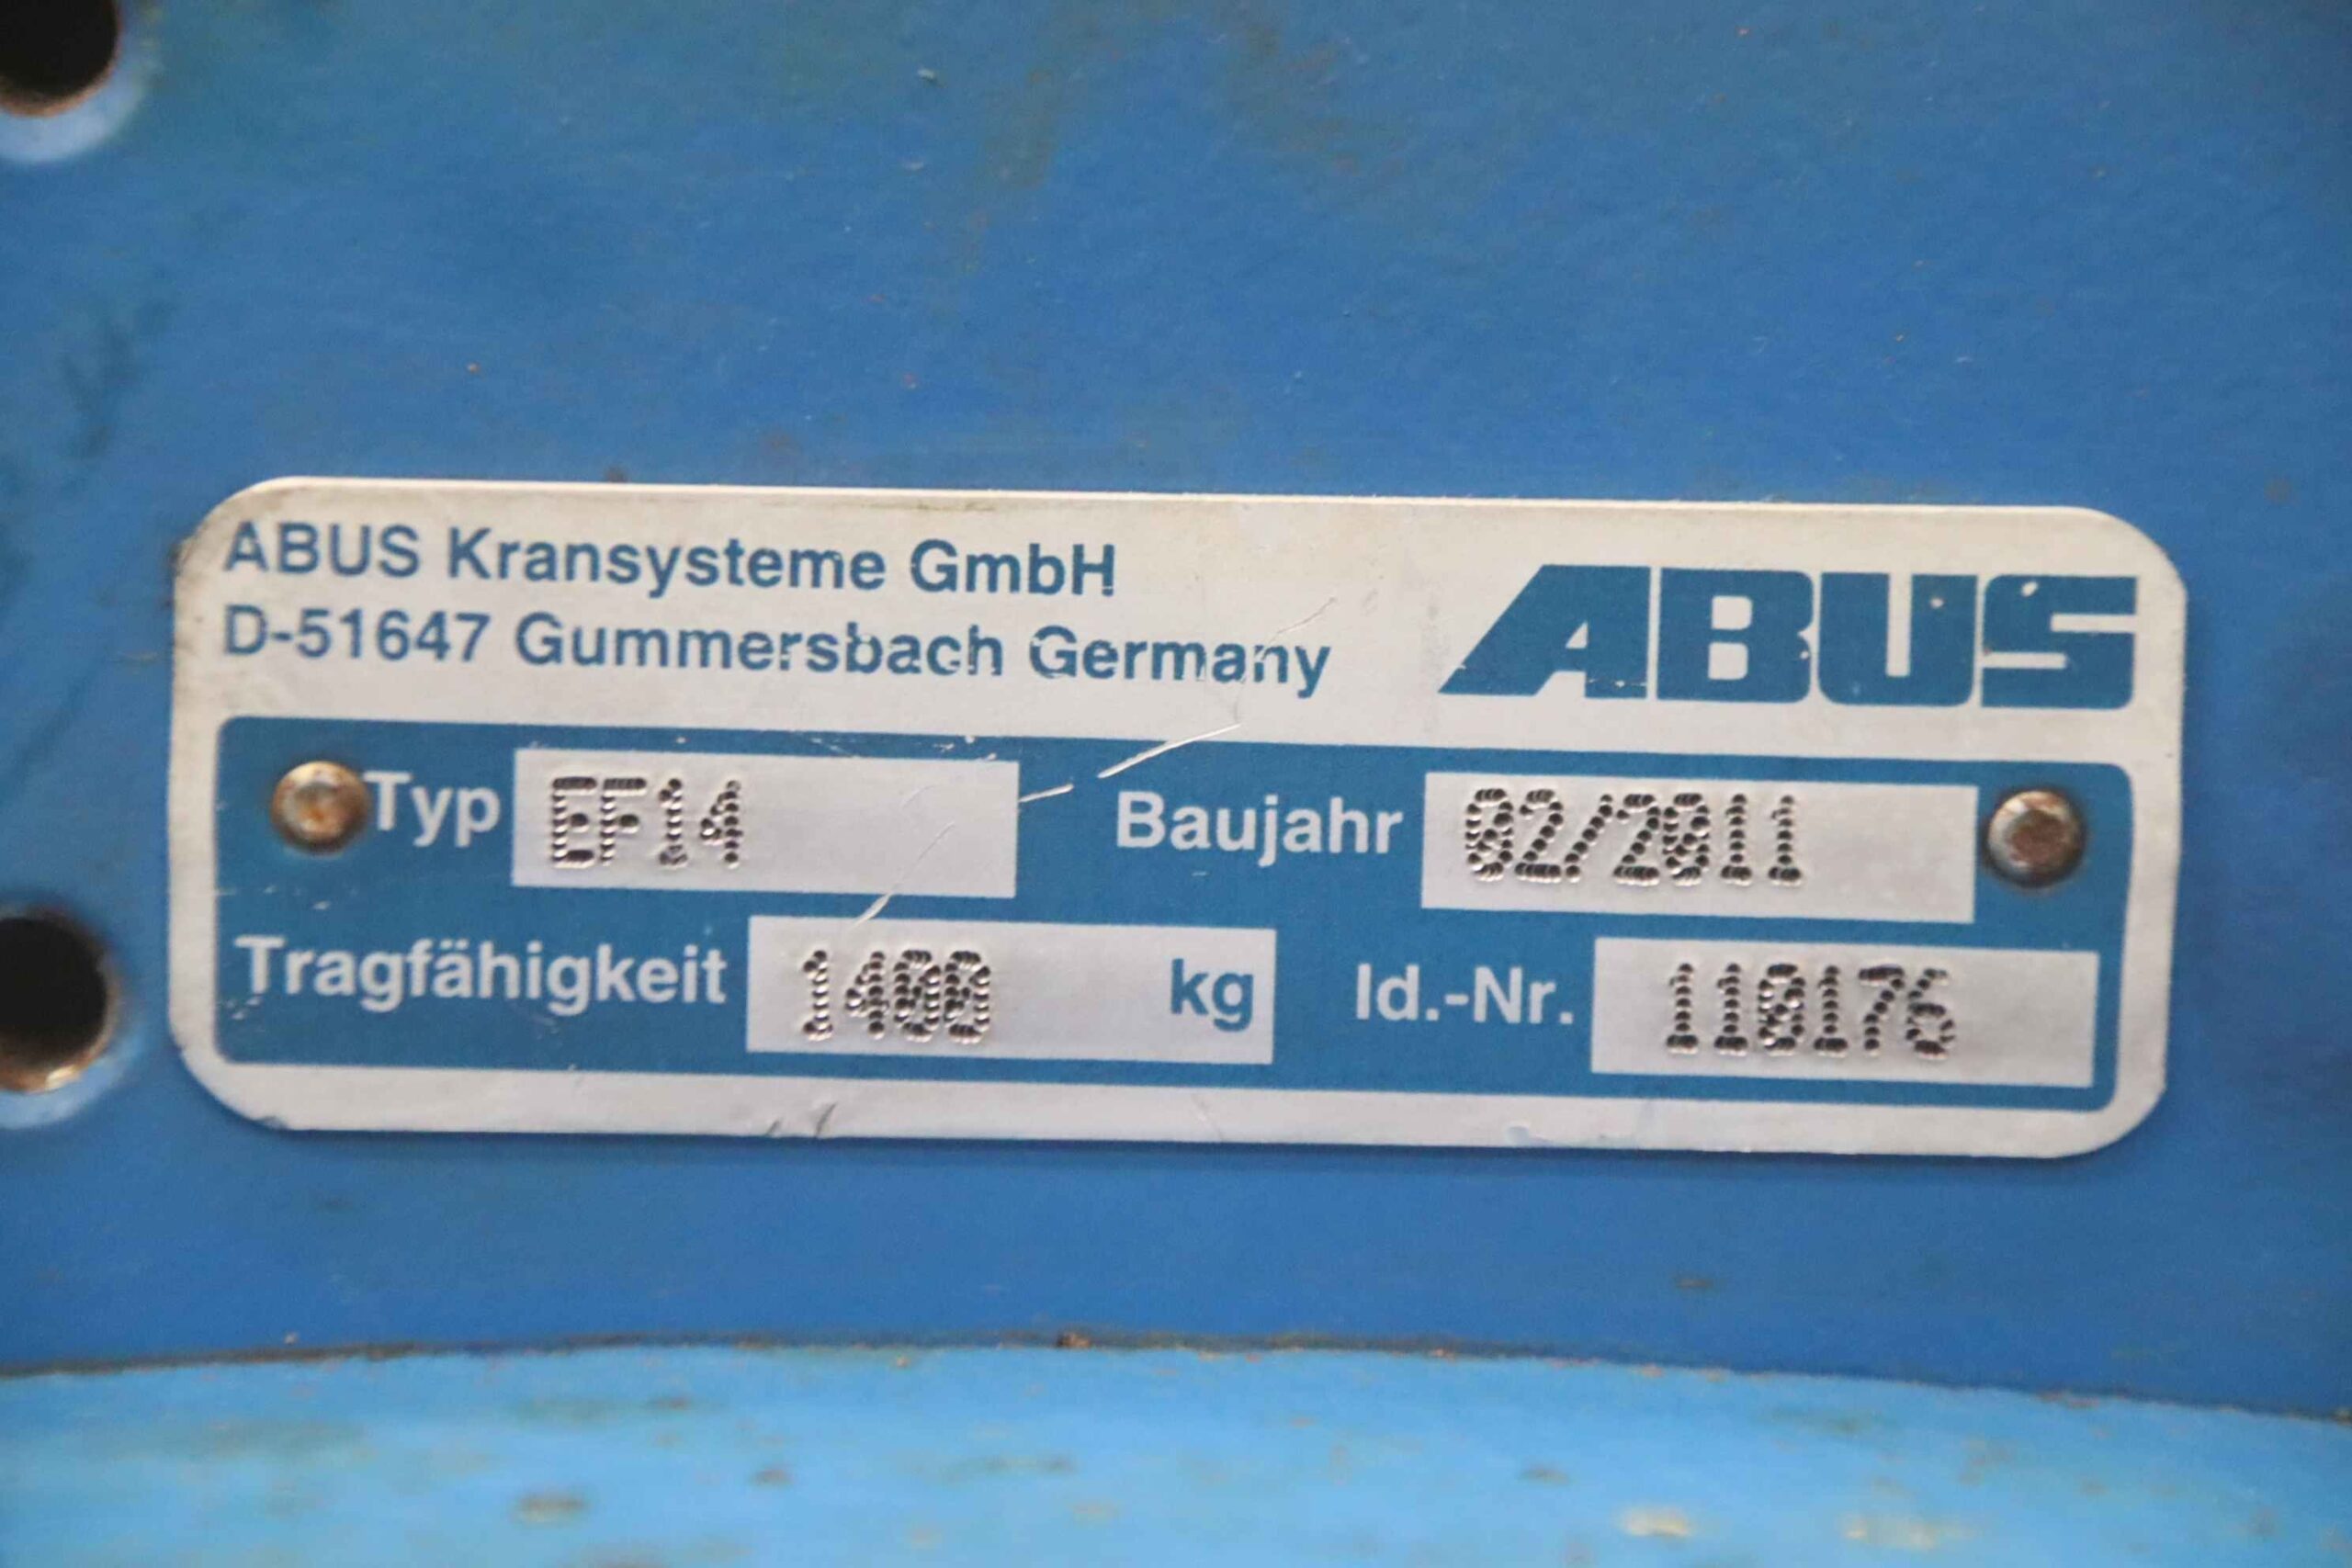 ABUS Kransysteme GmbH
D-51647 Gummersbach Germany
ABUS
Typ EF14 Baujahr 02/2011
Tragfähigkeit 1400 kg Id.-Nr. 110176